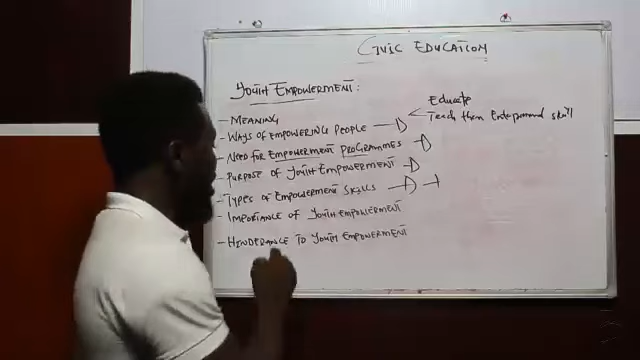 CIVIC EDUCATION
YOUTH EMPOWERMENT:
- MEANING
- WAYS OF EMPOWERING PEOPLE
Educate
Teach them Entreprenural skill
- NEED FOR EMPOWERMENT PROGRAMMES
- PURPOSE OF YOUTH EMPOWERMENT
- TYPES OF EMPOWERMENT SKILLS
- IMPORTANCE OF YOUTH EMPOWERMENT
- HINDERANCE TO YOUTH EMPOWERMENT